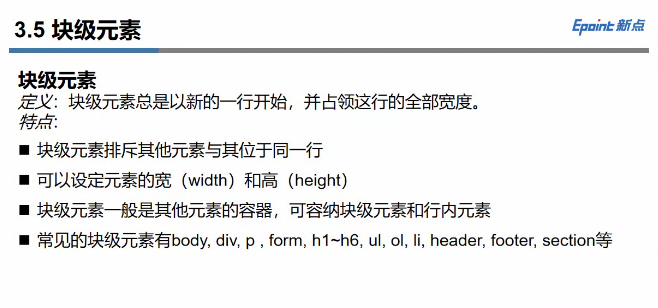 3.5 块级元素
Epoint新点
块级元素
定义：块级元素总是以新的一行开始，并占领这行的全部宽度。
特点：
■ 块级元素排斥其他元素与其位于同一行
■ 可以设定元素的宽（width）和高（height）
■ 块级元素一般是其他元素的容器，可容纳块级元素和行内元素
■ 常见的块级元素有body, div, p , form, h1~h6, ul, ol, li, header, footer, section等